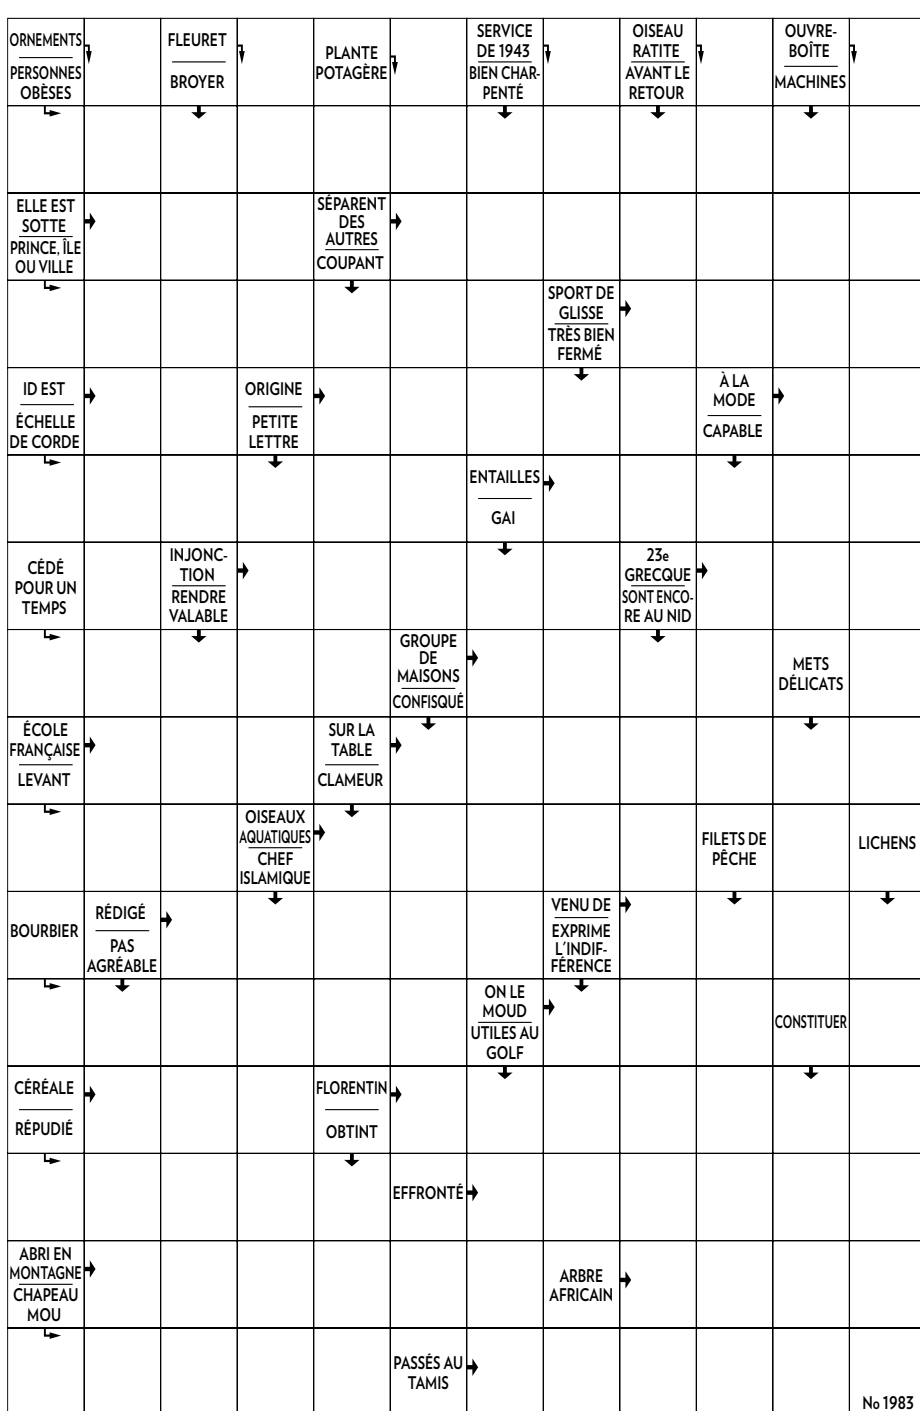 ORNEMENTS
PERSONNES
OBÈSES
FLEURET
BROYER
PLANTE
POTAGÈRE
SERVICE
DE 1943
BIEN CHAR-
PENTÉ
OISEAU
RATITE
AVANT LE
RETOUR
OUVRE-
BOÎTE
MACHINES
ELLE EST
SOTTE
PRINCE, ÎLE
OU VILLE
SÉPARENT
DES
AUTRES
COUPANT
SPORT DE
GLISSE
TRÈS BIEN
FERMÉ
ID EST
ÉCHELLE
DE CORDE
ORIGINE
PETITE
LETTRE
À LA
MODE
CAPABLE
ENTAILLES
GAI
CÉDÉ
POUR UN
TEMPS
INJONC-
TION
RENDRE
VALABLE
23e
GRECQUE
SONT ENCO-
RE AU NID
GROUPE
DE
MAISONS
CONFISQUÉ
METS
DÉLICATS
ÉCOLE
FRANÇAISE
LEVANT
SUR LA
TABLE
CLAMEUR
OISEAUX
AQUATIQUES
CHEF
ISLAMIQUE
FILETS DE
PÊCHE
LICHENS
BOURBIER
RÉDIGÉ
PAS
AGRÉABLE
VENU DE
EXPRIME
L'INDIF-
FÉRENCE
ON LE
MOUD
UTILES AU
GOLF
CONSTITUER
CÉRÉALE
RÉPUDIÉ
FLORENTIN
OBTINT
EFFRONTÉ
ABRI EN
MONTAGNE
CHAPEAU
MOU
ARBRE
AFRICAIN
PASSÉS AU
TAMIS
No 1983